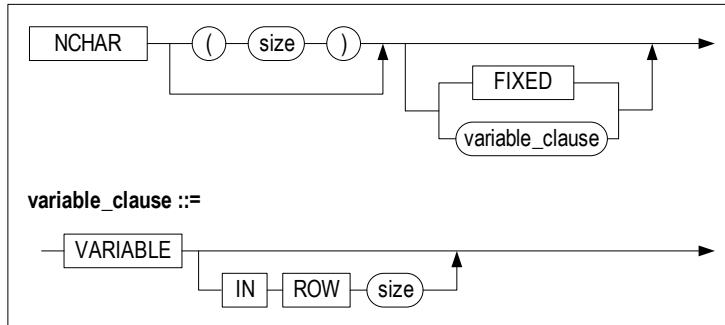 NCHAR ( size )
FIXED
variable_clause
variable_clause ::=
VARIABLE
IN ROW size